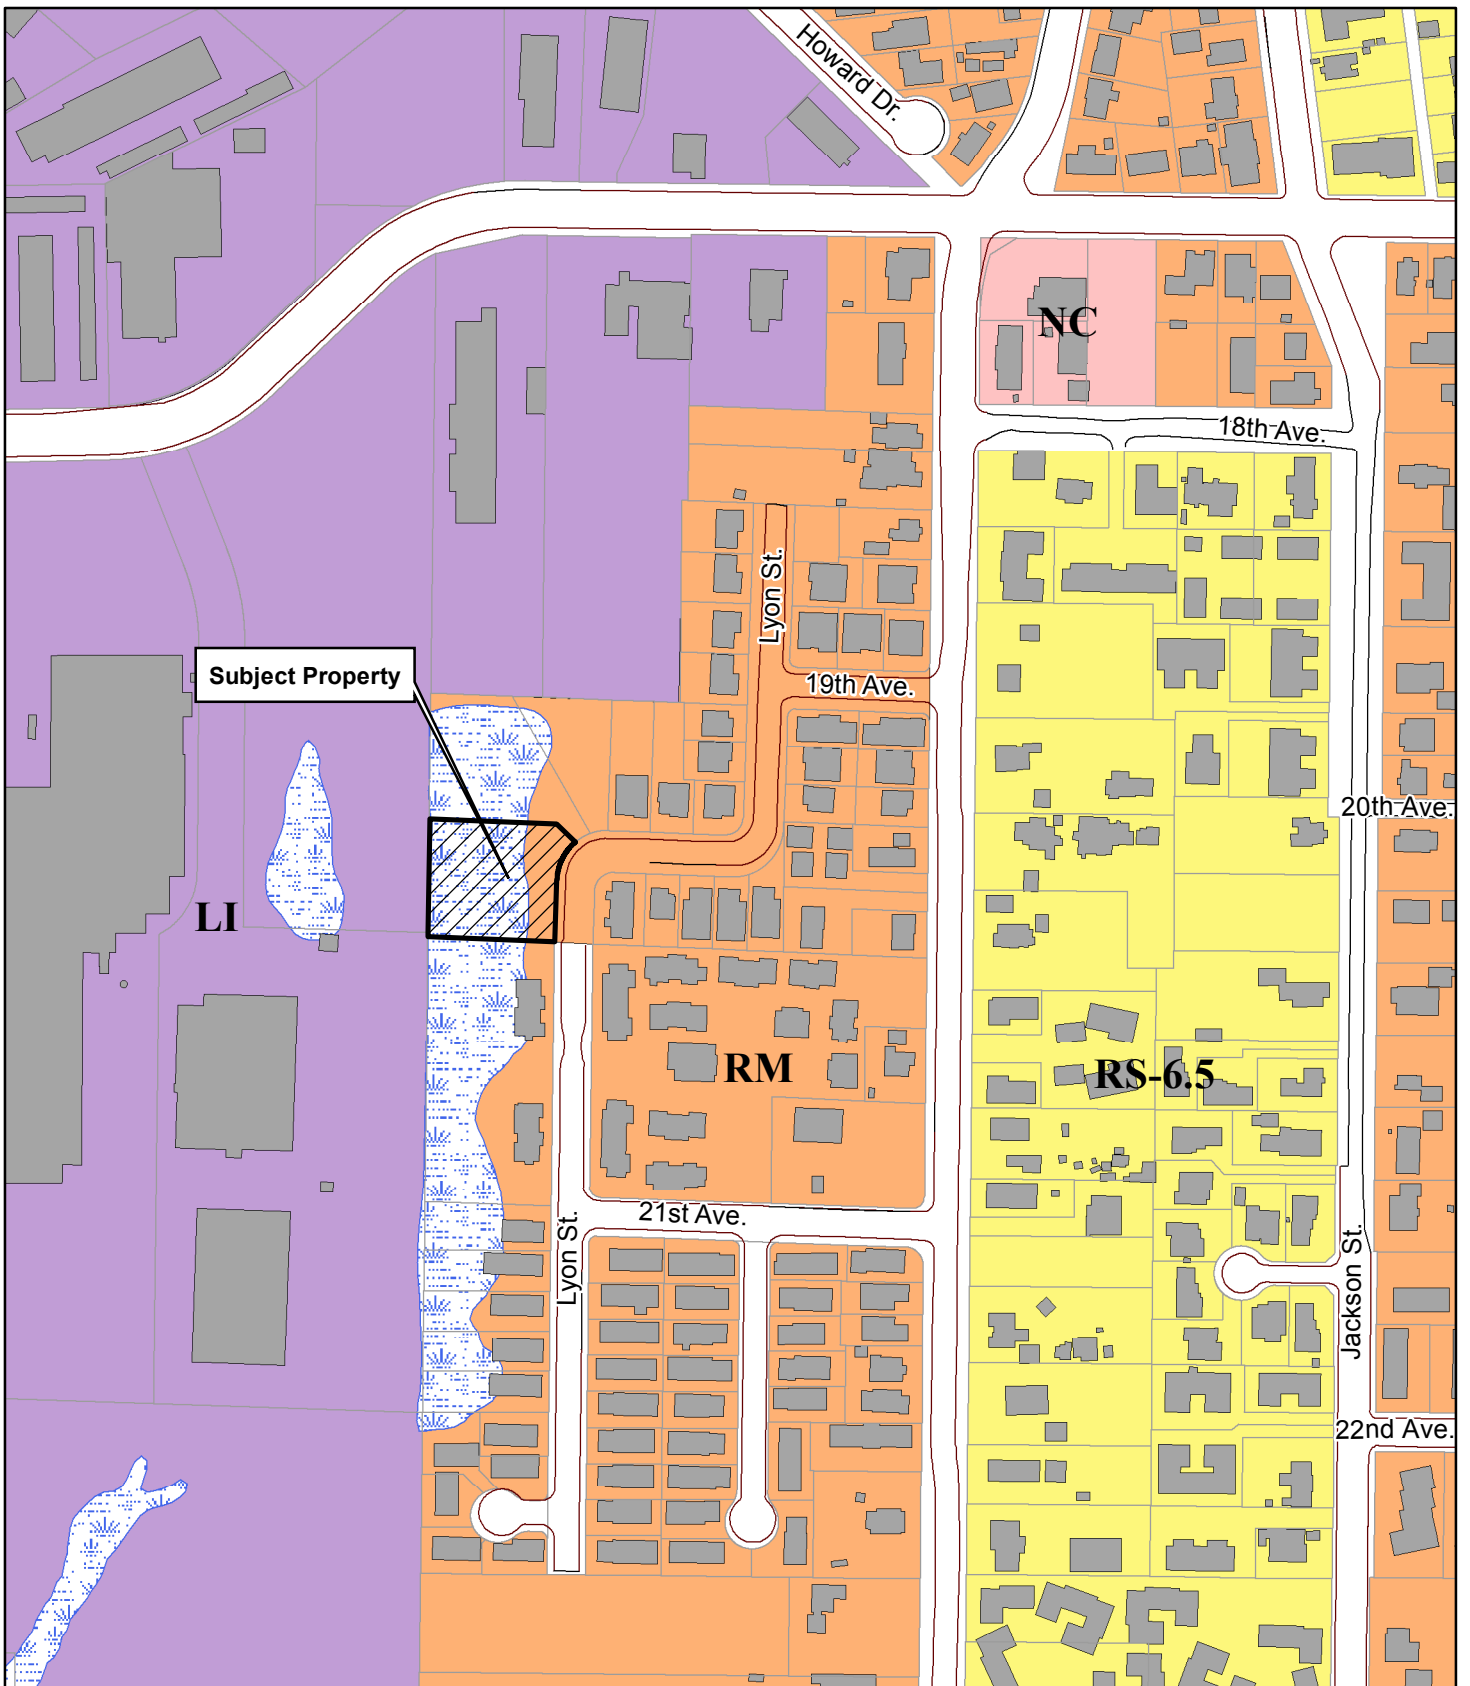 Howard Dr.
NC
18th Ave.
Lyon St.
Subject Property
19th Ave.
20th Ave.
LI
RM
RS-6.5
21st Ave.
Lyon St.
Jackson St.
22nd Ave.